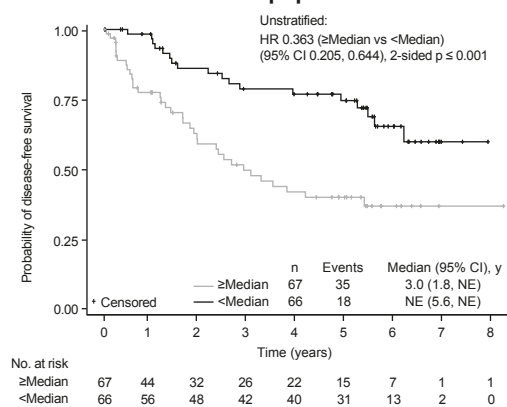 Unstratified:
HR 0.363 (≥Median vs <Median)
(95% CI 0.205, 0.644), 2-sided p ≤ 0.001
Probability of disease-free survival
1.00
0.75
0.50
0.25
0.00
n Events Median (95% CI), y
≥Median 67 35 3.0 (1.8, NE)
<Median 66 18 NE (5.6, NE)
+ Censored
0 1 2 3 4 5 6 7 8
Time (years)
No. at risk
≥Median 67 44 32 26 22 15 7 1 1
<Median 66 56 48 42 40 31 13 2 0